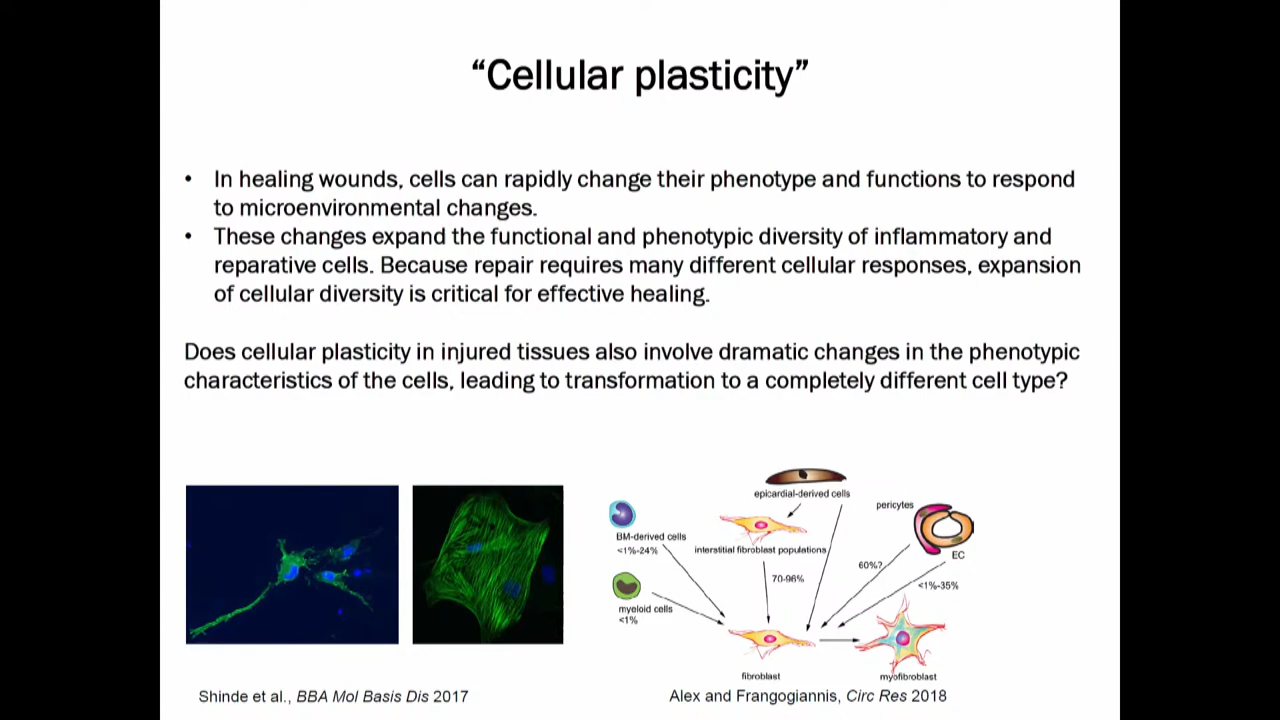 “Cellular plasticity”
• In healing wounds, cells can rapidly change their phenotype and functions to respond
to microenvironmental changes.
• These changes expand the functional and phenotypic diversity of inflammatory and
reparative cells. Because repair requires many different cellular responses, expansion
of cellular diversity is critical for effective healing.
Does cellular plasticity in injured tissues also involve dramatic changes in the phenotypic
characteristics of the cells, leading to transformation to a completely different cell type?
epicardial-derived cells
pericytes
BM-derived cells
<1%-24%
interstitial fibroblast populations
EC
60%?
70-96%
<1%-35%
myeloid cells
<1%
fibroblast
myofibroblast
Shinde et al., BBA Mol Basis Dis 2017
Alex and Frangogiannis, Circ Res 2018